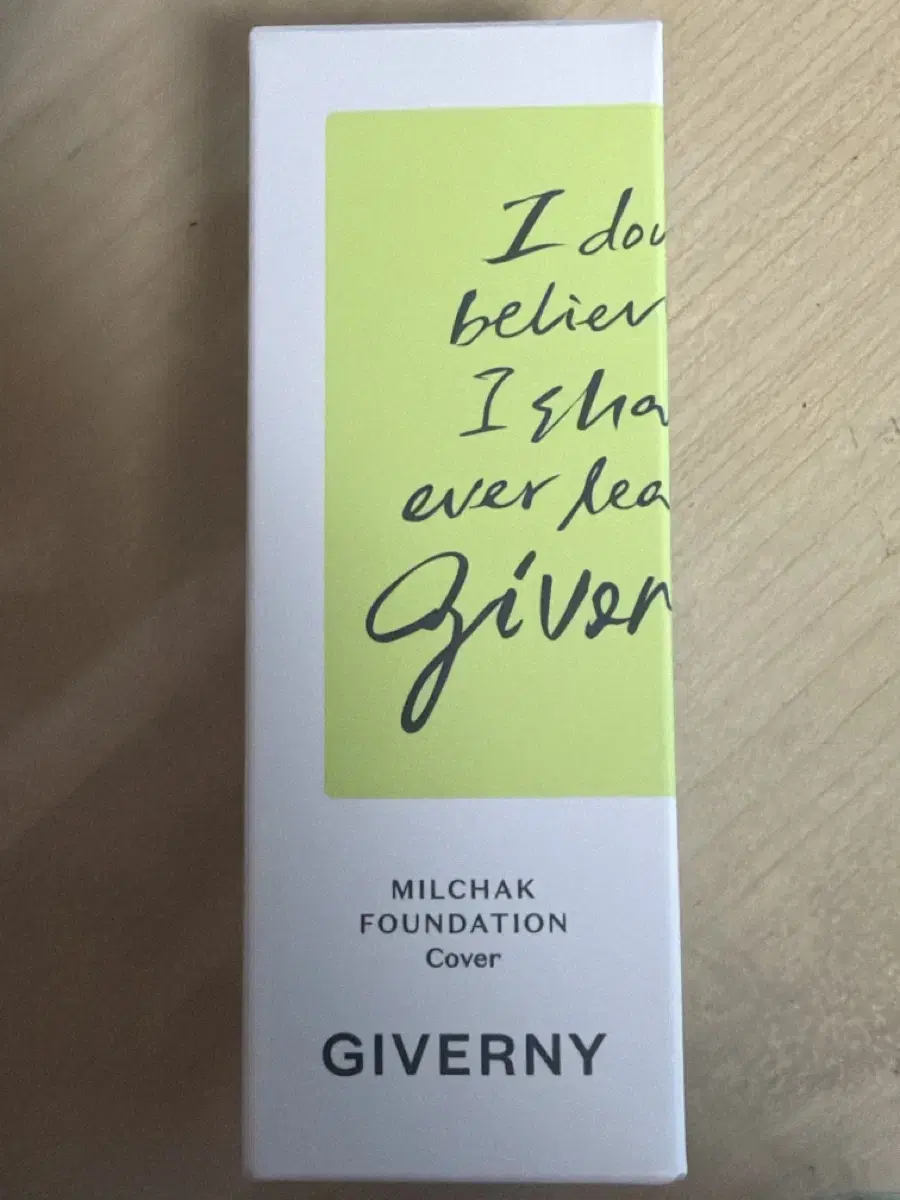 I dou
believ
I sha
ever lea
Givern
MILCHAK
FOUNDATION
Cover
GIVERNY